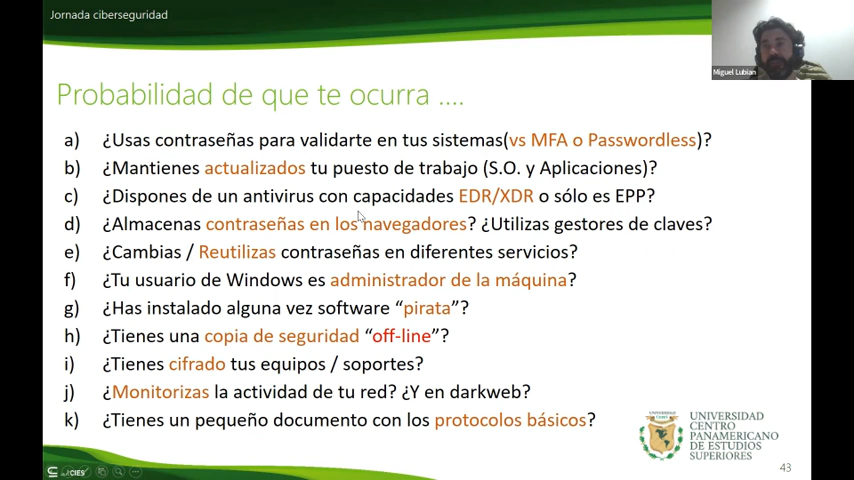 Jornada ciberseguridad
Miguel Lubian
Probabilidad de que te ocurra ....
a) ¿Usas contraseñas para validarte en tus sistemas(vs MFA o Passwordless)?
b) ¿Mantienes actualizados tu puesto de trabajo (S.O. y Aplicaciones)?
c) ¿Dispones de un antivirus con capacidades EDR/XDR o sólo es EPP?
d) ¿Almacenas contraseñas en los navegadores? ¿Utilizas gestores de claves?
e) ¿Cambias / Reutilizas contraseñas en diferentes servicios?
f) ¿Tu usuario de Windows es administrador de la máquina?
g) ¿Has instalado alguna vez software “pirata”?
h) ¿Tienes una copia de seguridad “off-line”?
i) ¿Tienes cifrado tus equipos / soportes?
j) ¿Monitorizas la actividad de tu red? ¿Y en darkweb?
k) ¿Tienes un pequeño documento con los protocolos básicos?
UNIVERSIDAD
CENTRO
PANAMERICANO
DE ESTUDIOS
SUPERIORES
43